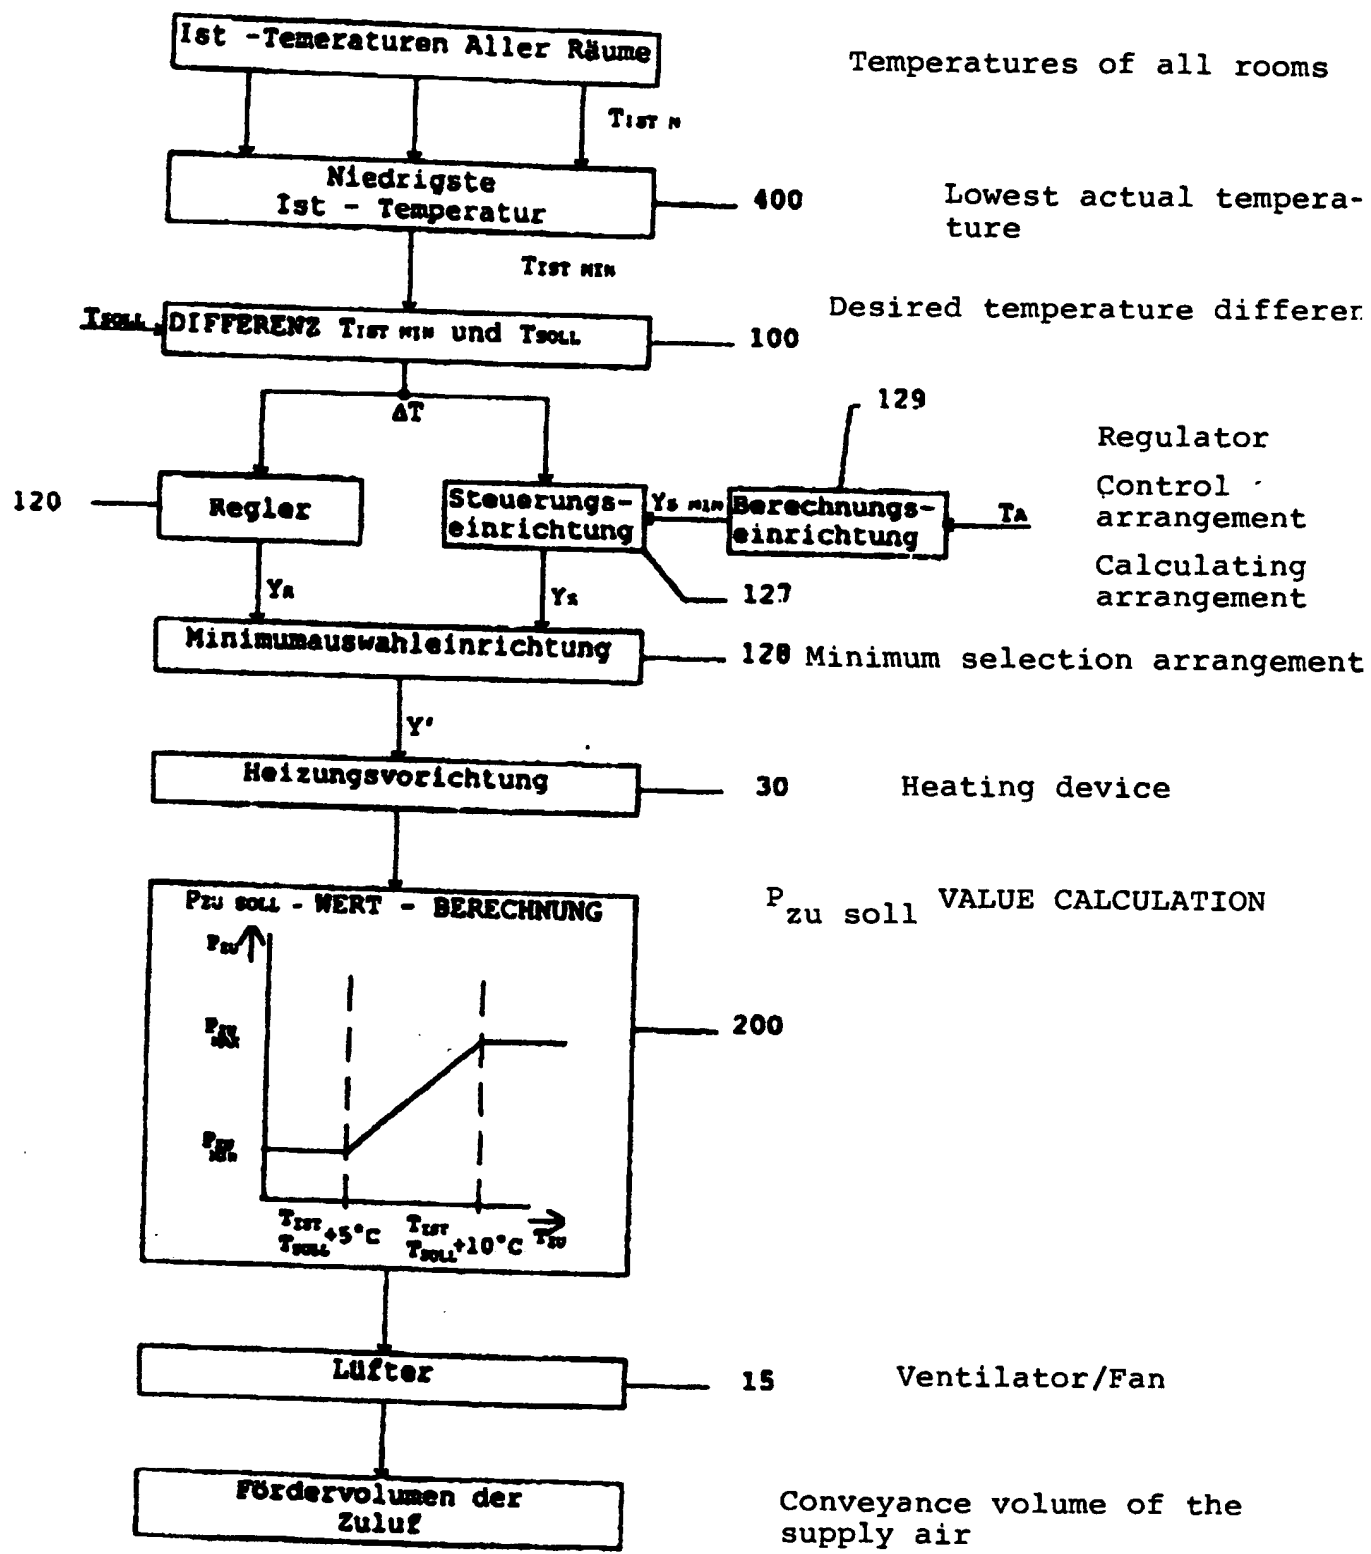 Ist -Temeraturen Aller Räume
Temperatures of all rooms
TIST N
Niedrigste
Ist - Temperatur
400
Lowest actual tempera-
ture
TIST MIN
Desired temperature differen
TSOLL
DIFFERENZ TIST MIN und TSOLL
100
ΔT
129
Regulator
120
Regler
Steuerungs-
einrichtung
YS MIN
Berechnungs-
einrichtung
TA
Control
arrangement
Calculating
arrangement
127
YR
YS
Minimumauswahleinrichtung
128
Minimum selection arrangement
Y'
Heizungsvorichtung
30
Heating device
PZU SOLL - WERT - BERECHNUNG
Pzu soll VALUE CALCULATION
PZU
PZU MAX
200
PZU MIN
TIST
TSOLL +5°C
TIST
TSOLL +10°C
TZU
Lüfter
15
Ventilator/Fan
Fördervolumen der
Zuluf
Conveyance volume of the
supply air